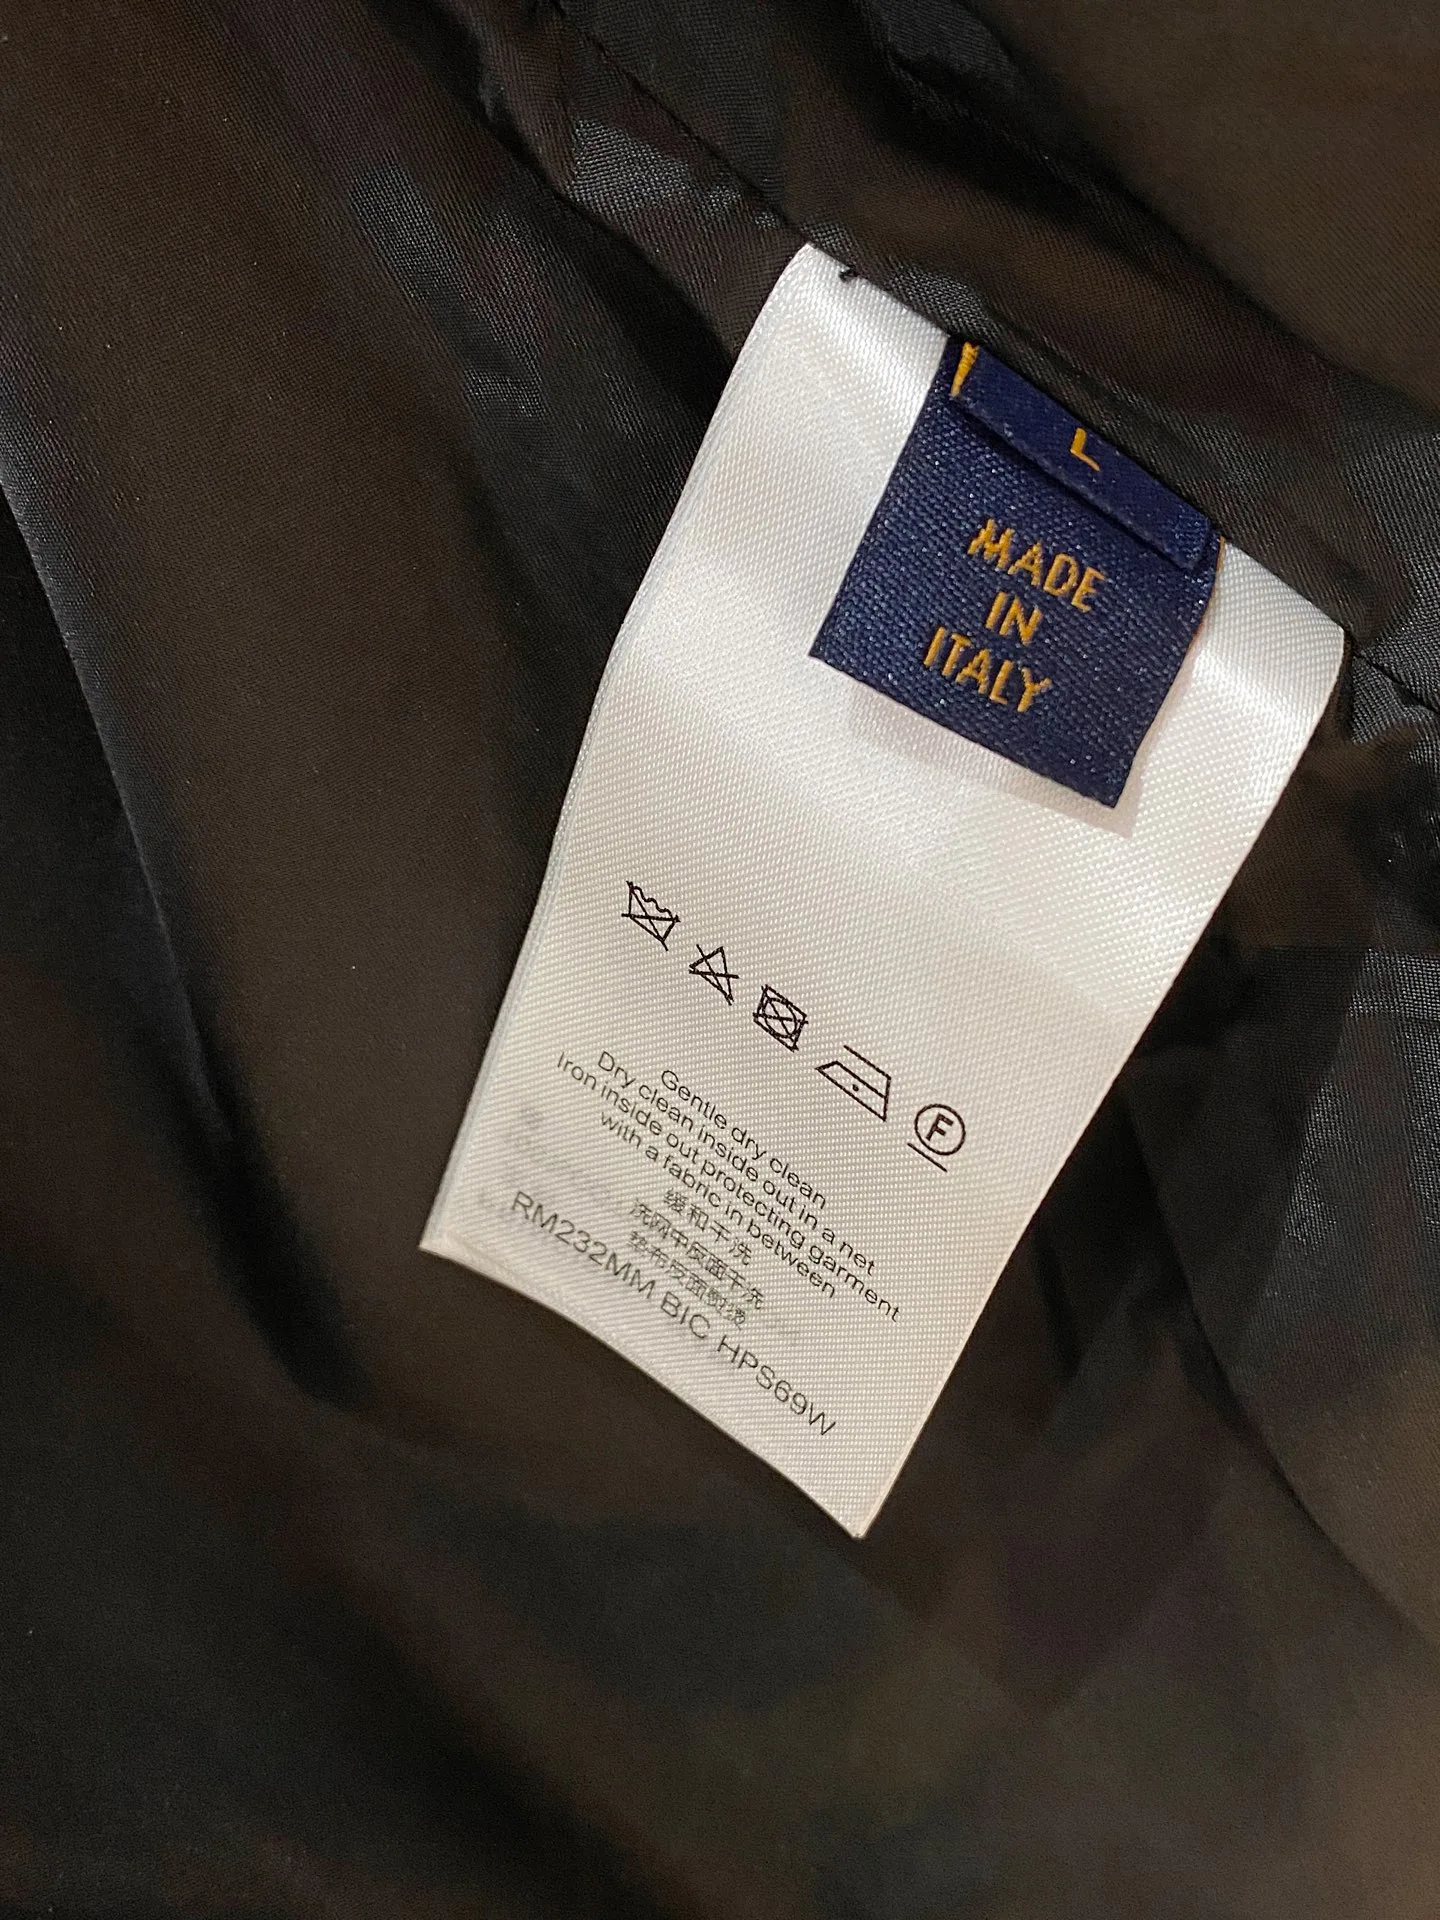 L
MADE
IN
ITALY
F
Gentle dry clean
Dry clean inside out in a net
Iron inside out protecting garment
with a fabric in between
缓和干洗
洗网中反面干洗
垫布反面熨烫
RM232MM BIC HPS69W